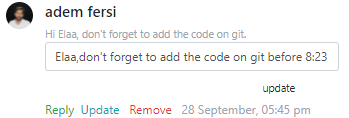 adem fersi
Hi Elaa, don't forget to add the code on git.
Elaa,don't forget to add the code on git before 8:23
update
Reply Update Remove 28 September, 05:45 pm